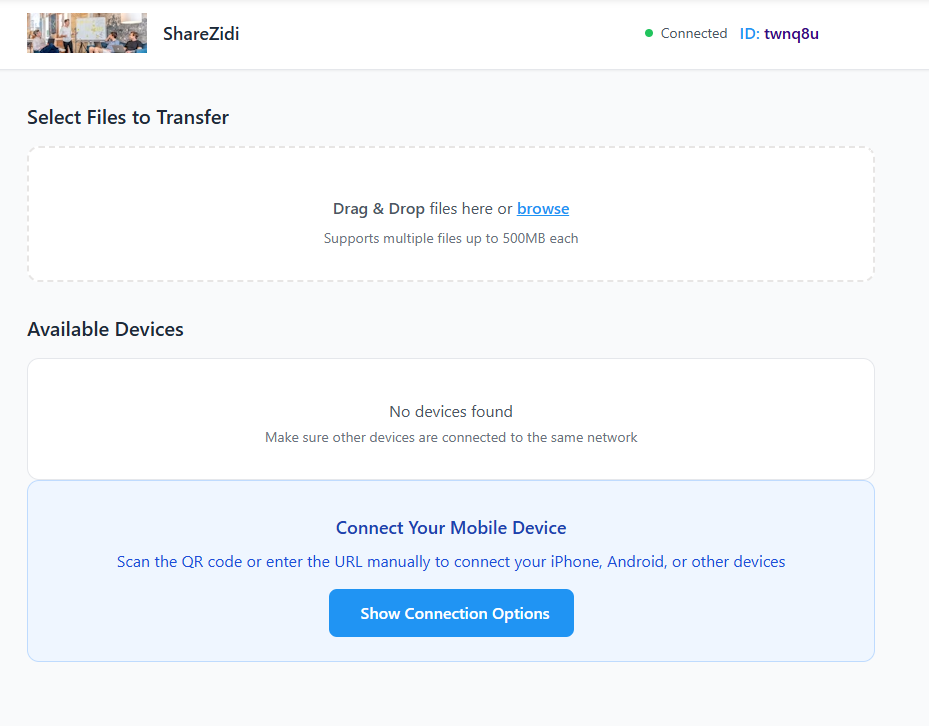 ShareZidi
Connected ID: twnq8u
Select Files to Transfer
Drag & Drop files here or browse
Supports multiple files up to 500MB each
Available Devices
No devices found
Make sure other devices are connected to the same network
Connect Your Mobile Device
Scan the QR code or enter the URL manually to connect your iPhone, Android, or other devices
Show Connection Options